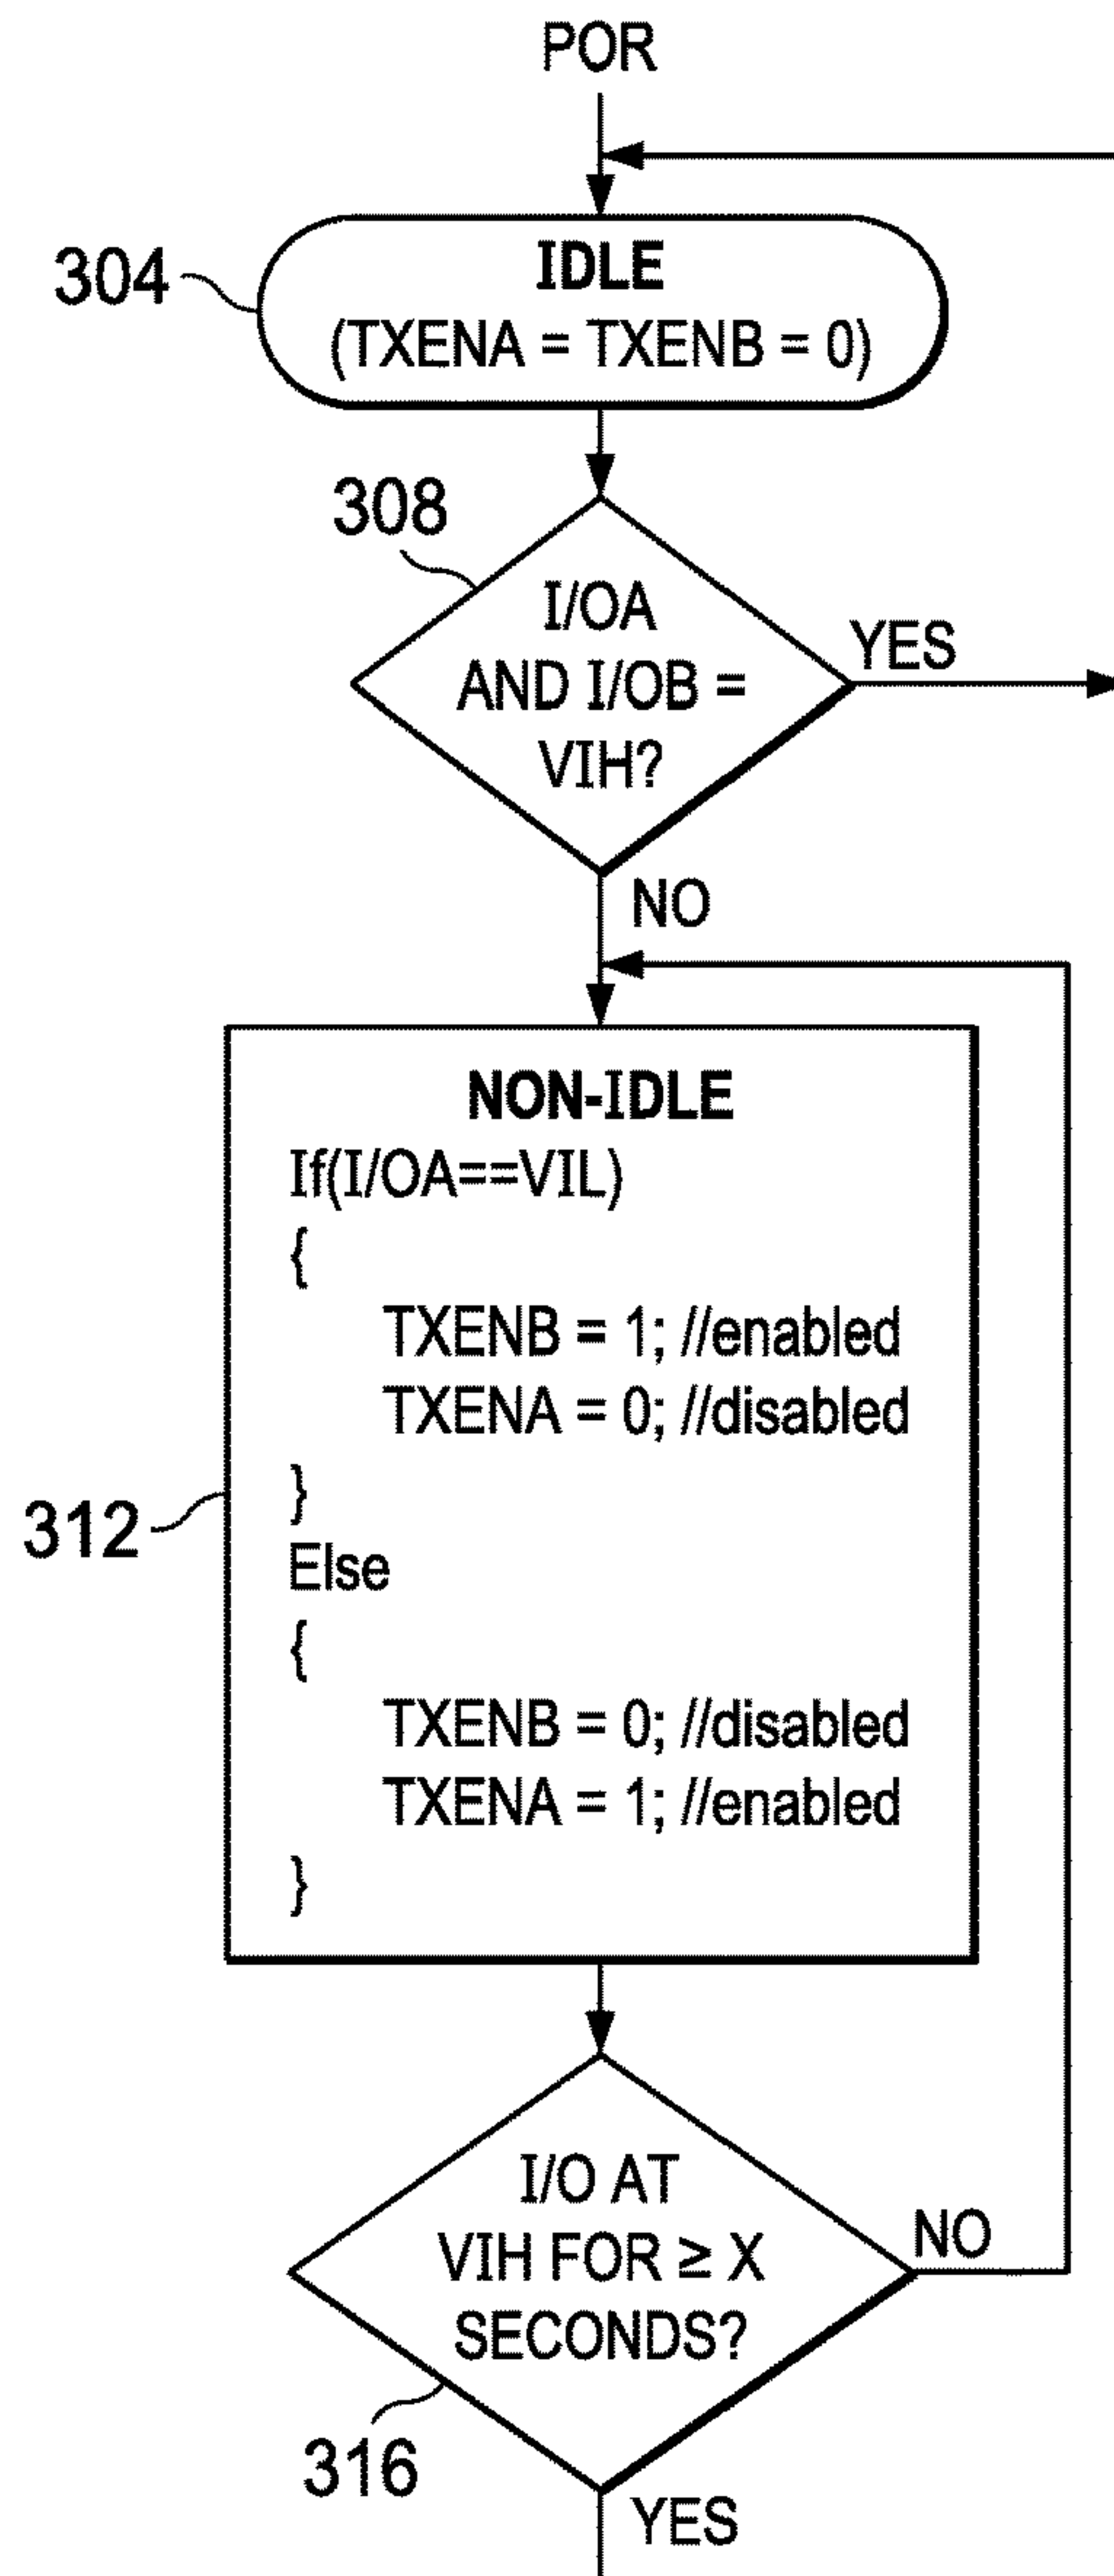 POR
304
IDLE
(TXENA = TXENB = 0)
308
I/OA
AND I/OB =
VIH?
YES
NO
NON-IDLE
If(I/OA==VIL)
{
TXENB = 1; //enabled
TXENA = 0; //disabled
}
312
Else
{
TXENB = 0; //disabled
TXENA = 1; //enabled
}
I/O AT
VIH FOR ≥ X
SECONDS?
NO
316
YES